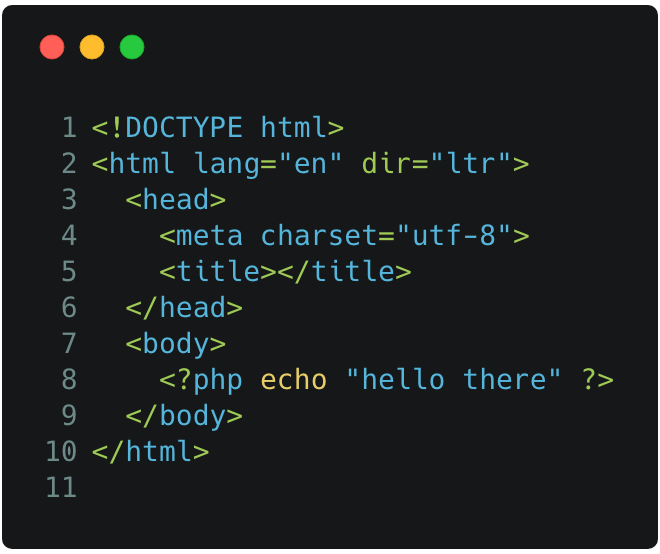 1 <!DOCTYPE html>
2 <html lang="en" dir="ltr">
3   <head>
4     <meta charset="utf-8">
5     <title></title>
6   </head>
7   <body>
8     <?php echo "hello there" ?>
9   </body>
10 </html>
11